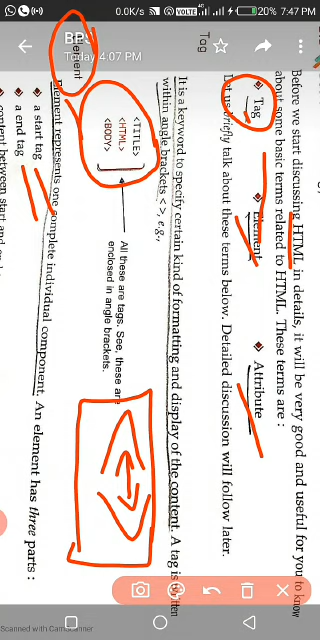 0.0K/s VOLTE 4G 4G 20% 7:47 PM
BPS
Today 4:07 PM
Before we start discussing HTML in details, it will be very good and useful for you to know
about some basic terms related to HTML. These terms are :
Tag Element Attribute
Let us briefly talk about these terms below. Detailed discussion will follow later.
Tag
It is a keyword to specify certain kind of formatting and display of the content. A tag is written
within angle brackets < >, e.g.,
<TITLE>
<HTML>
<BODY>
All these are tags. See, these are
enclosed in angle brackets.
Element
Element represents one complete individual component. An element has three parts :
a start tag
a end tag
content between start and
Scanned with CamScanner